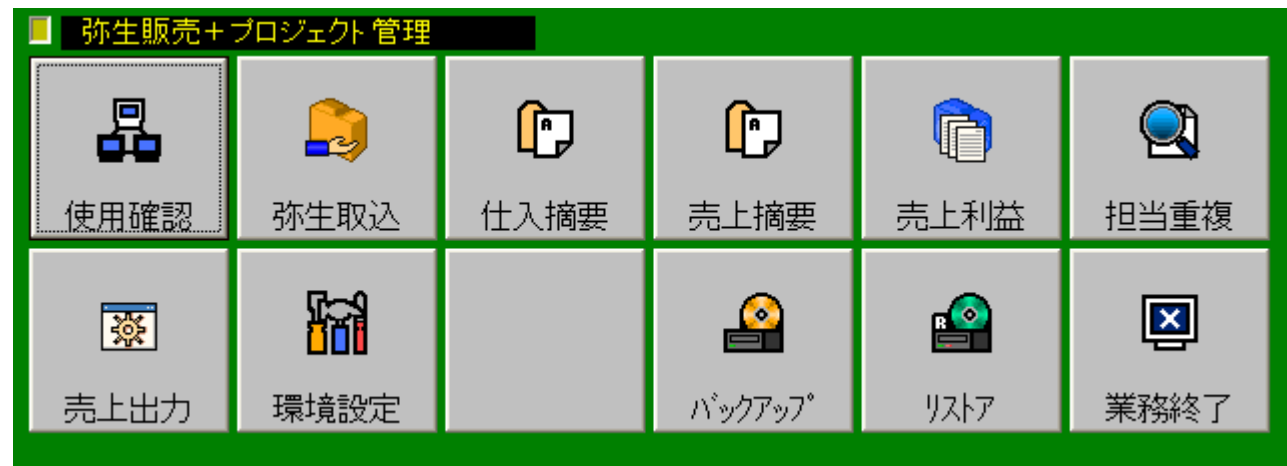 弥生販売+プロジェクト管理
使用確認 弥生取込 仕入摘要 売上摘要 売上利益 担当重複
売上出力 環境設定 バックアップ リストア 業務終了